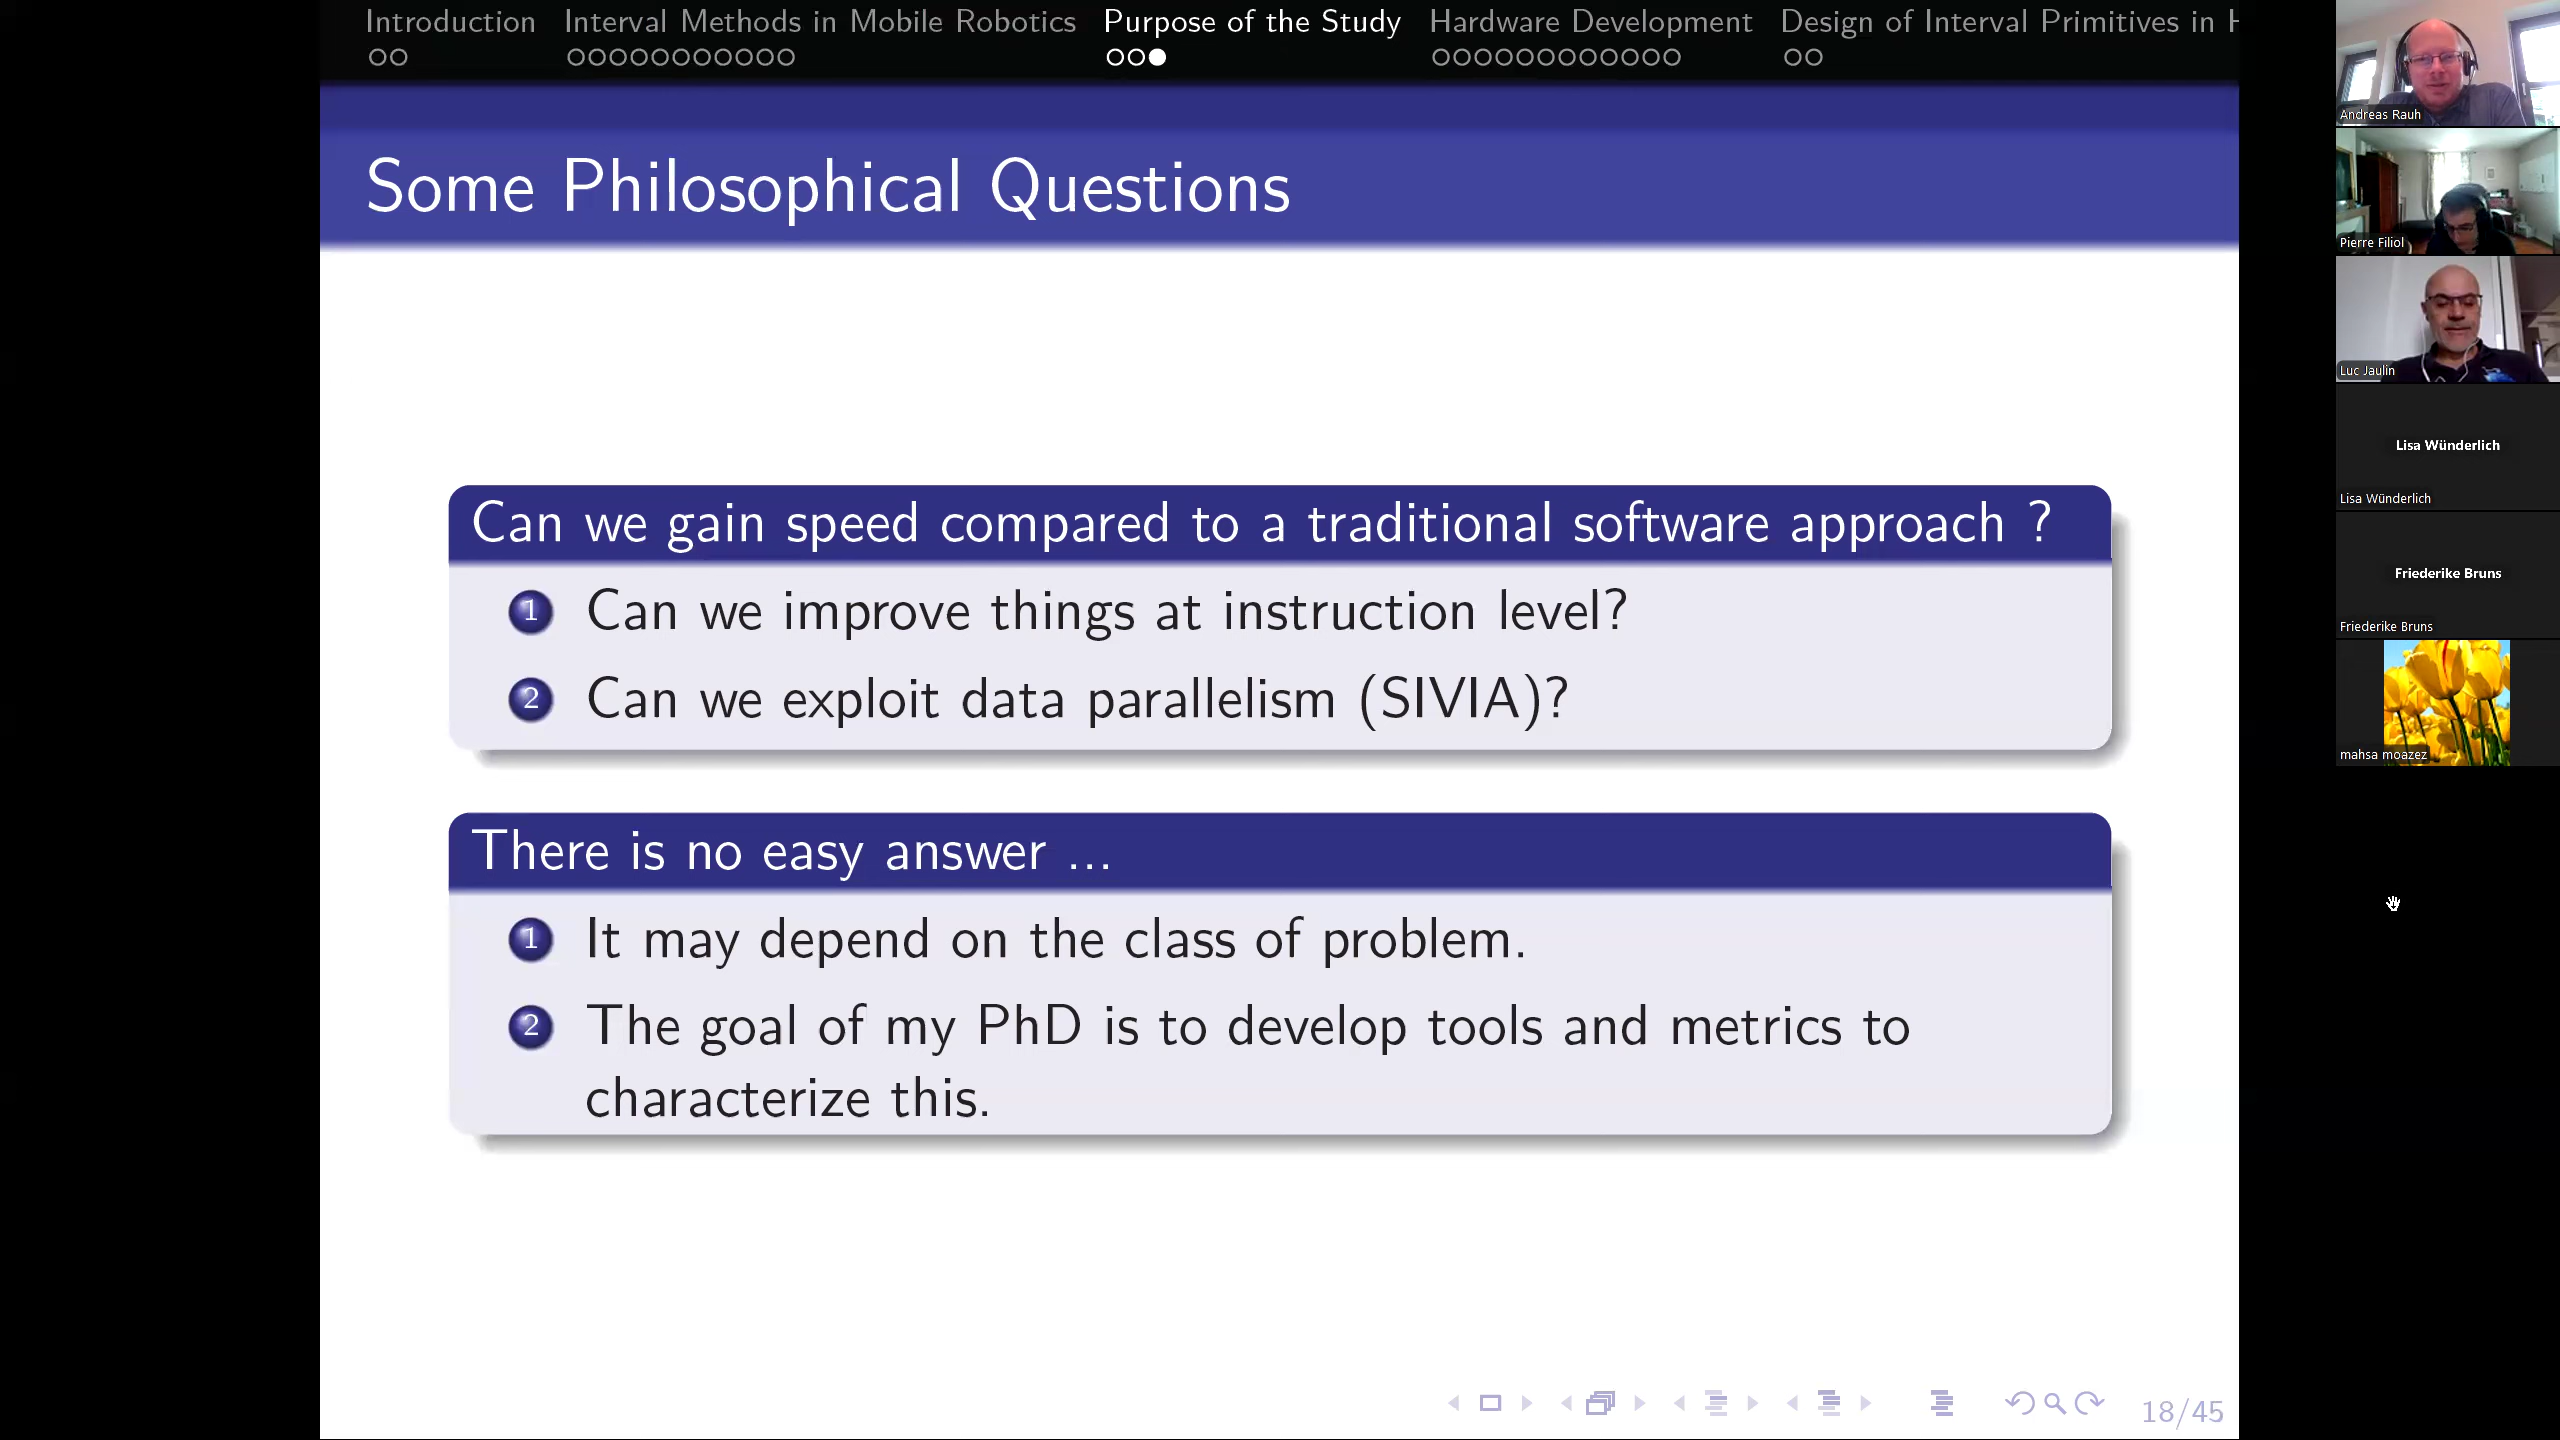 Introduction Interval Methods in Mobile Robotics Purpose of the Study Hardware Development Design of Interval Primitives in H
Some Philosophical Questions
Can we gain speed compared to a traditional software approach ?
1 Can we improve things at instruction level?
2 Can we exploit data parallelism (SIVIA)?
There is no easy answer ...
1 It may depend on the class of problem.
2 The goal of my PhD is to develop tools and metrics to
characterize this.
18/45
Andreas Rauh
Pierre Filiol
Luc Jaulin
Lisa Wünderlich
Lisa Wünderlich
Friederike Bruns
Friederike Bruns
mahsa moazez